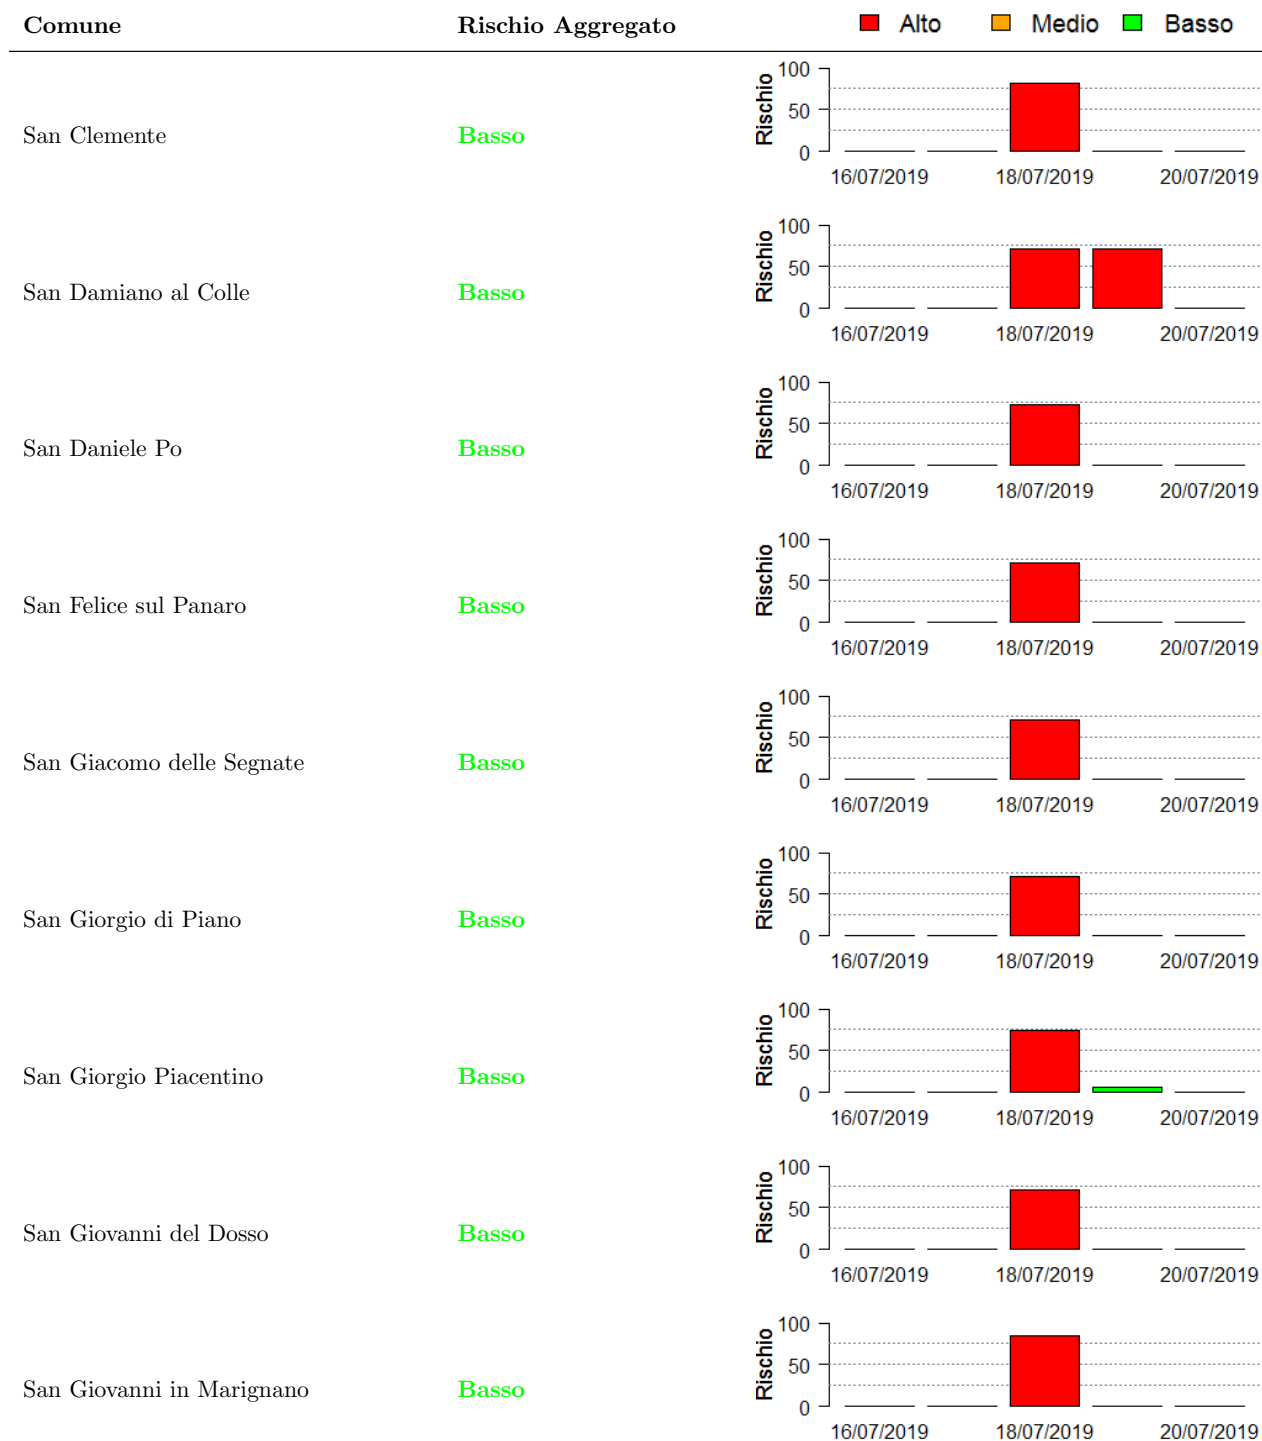 Comune Rischio Aggregato Alto Medio Basso
San Clemente Basso
Rischio
100
50
0
16/07/2019 18/07/2019 20/07/2019
San Damiano al Colle Basso
Rischio
100
50
0
16/07/2019 18/07/2019 20/07/2019
San Daniele Po Basso
Rischio
100
50
0
16/07/2019 18/07/2019 20/07/2019
San Felice sul Panaro Basso
Rischio
100
50
0
16/07/2019 18/07/2019 20/07/2019
San Giacomo delle Segnate Basso
Rischio
100
50
0
16/07/2019 18/07/2019 20/07/2019
San Giorgio di Piano Basso
Rischio
100
50
0
16/07/2019 18/07/2019 20/07/2019
San Giorgio Piacentino Basso
Rischio
100
50
0
16/07/2019 18/07/2019 20/07/2019
San Giovanni del Dosso Basso
Rischio
100
50
0
16/07/2019 18/07/2019 20/07/2019
San Giovanni in Marignano Basso
Rischio
100
50
0
16/07/2019 18/07/2019 20/07/2019